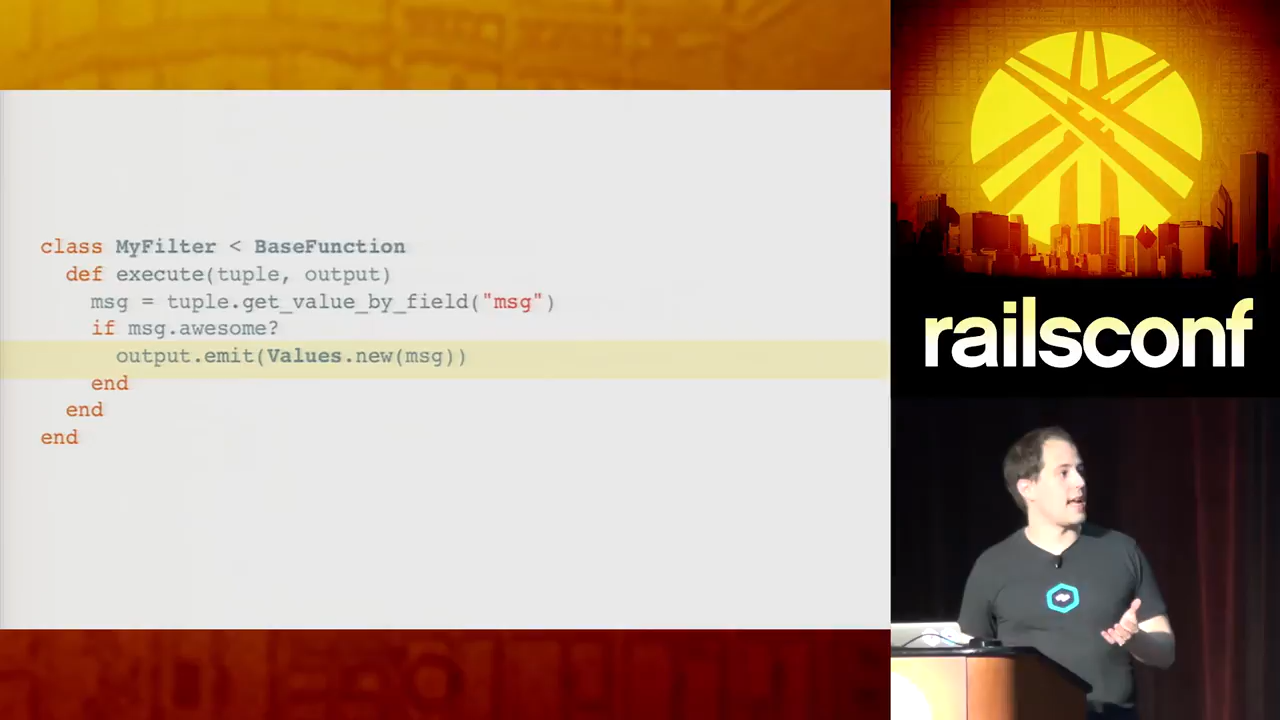 class MyFilter < BaseFunction
  def execute(tuple, output)
    msg = tuple.get_value_by_field("msg")
    if msg.awesome?
      output.emit(Values.new(msg))
    end
  end
end
railsconf